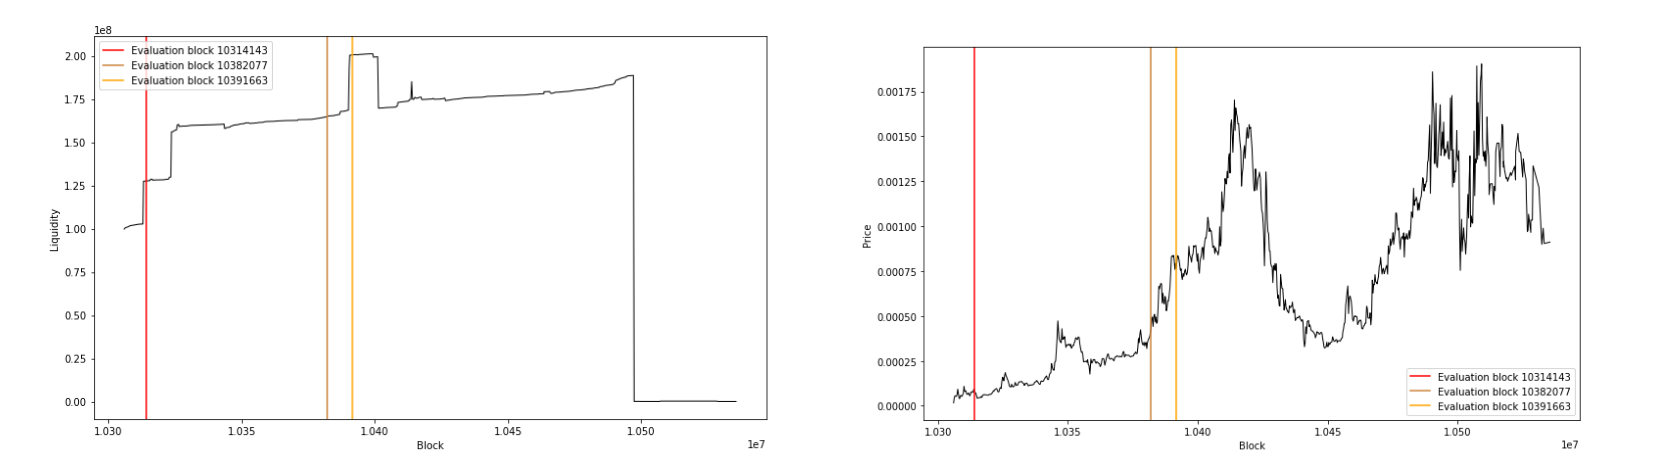 1e8
2.00
1.75
1.50
1.25
1.00
0.75
0.50
0.25
0.00
Liquidity
Evaluation block 10314143
Evaluation block 10382077
Evaluation block 10391663
1.030
1.035
1.040
1.045
1.050
Block
1e7
0.00175
0.00150
0.00125
0.00100
0.00075
0.00050
0.00025
0.00000
Price
Evaluation block 10314143
Evaluation block 10382077
Evaluation block 10391663
1.030
1.035
1.040
1.045
1.050
Block
1e7